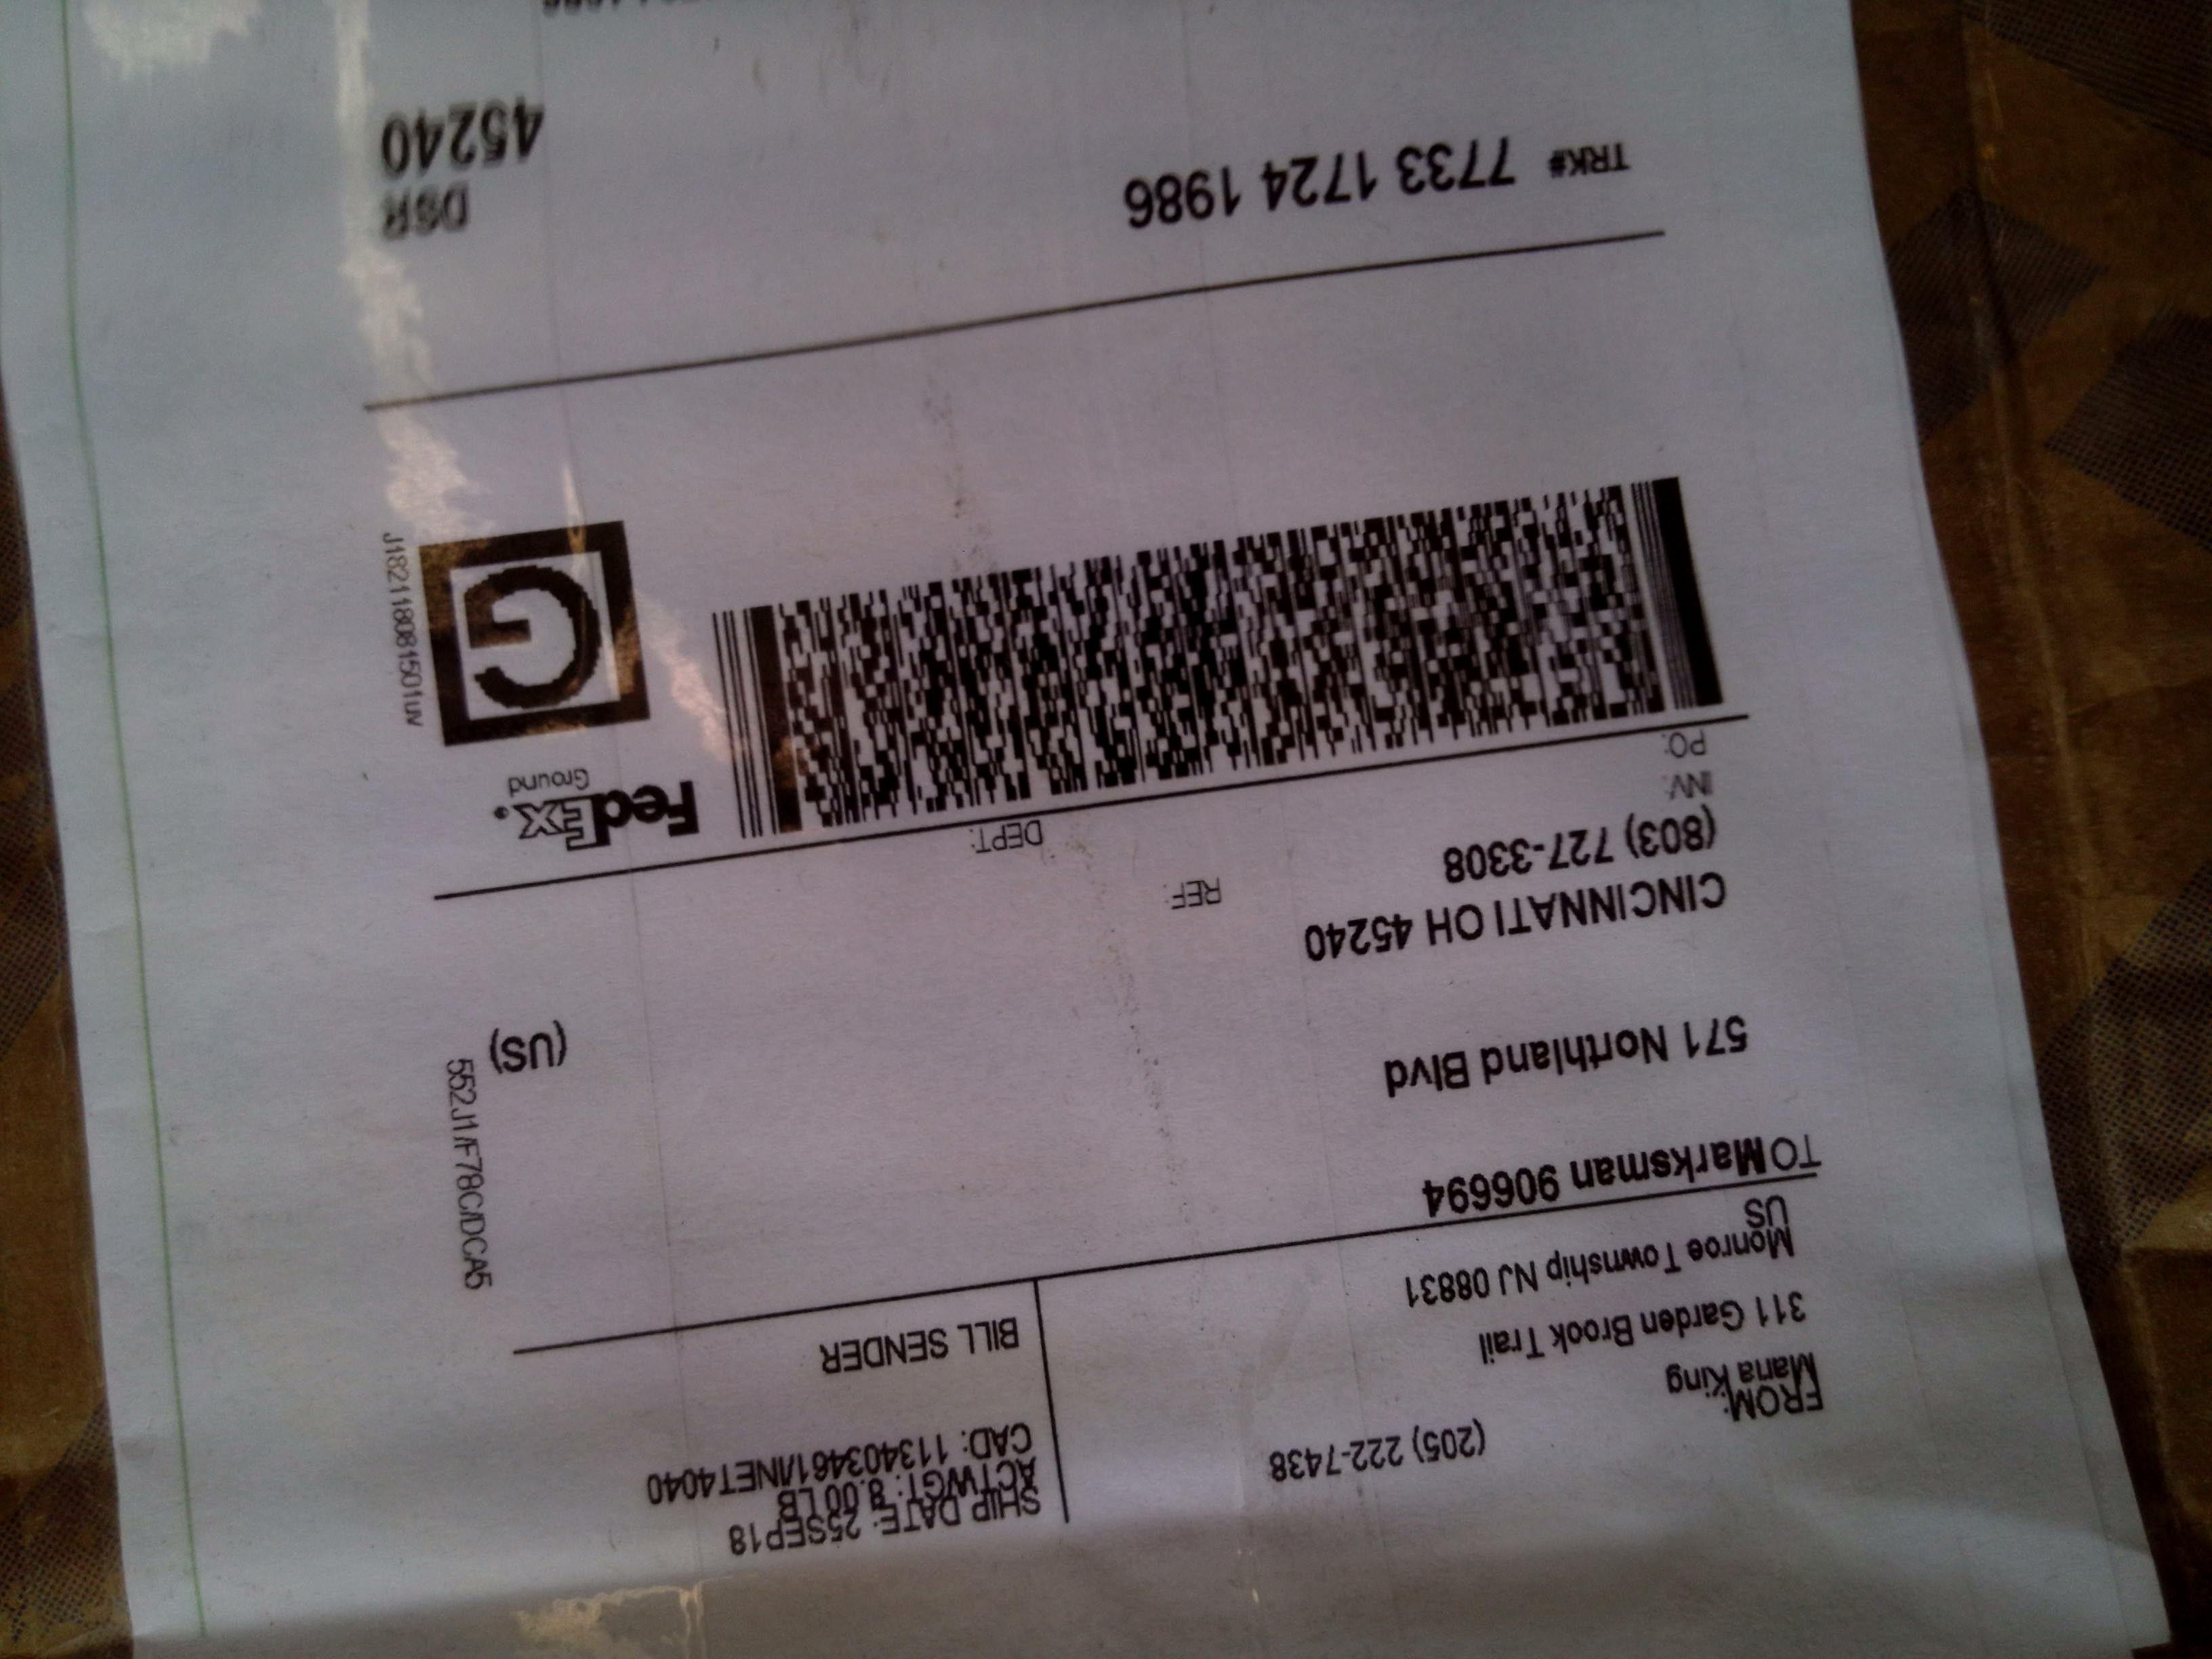 FROM:
(205) 222-7438
Maria King
311 Garden Brook Trail
Monroe Township NJ 08831
US
SHIP DATE: 25SEP18
ACTWGT: 8.00 LB
CAD: 113403461/INET4040
BILL SENDER
TO Marksman 906694
571 Northland Blvd
CINCINNATI OH 45240
(803) 727-3308
REF:
INV:
PO:
DEPT:
552J1/F78C/DCA5
(US)
FedEx.
Ground
G
J182118081501uv
TRK# 7733 1724 1986
45240